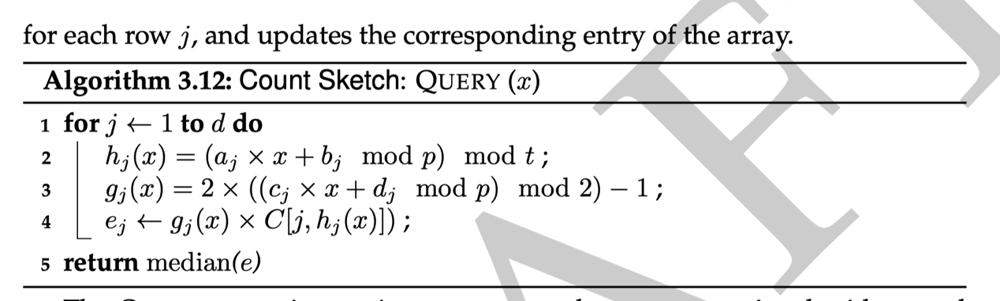 for each row j, and updates the corresponding entry of the array.
Algorithm 3.12: Count Sketch: QUERY (x)
1 for j ← 1 to d do
2 h_j(x) = (a_j × x + b_j mod p) mod t ;
3 g_j(x) = 2 × ((c_j × x + d_j mod p) mod 2) − 1 ;
4 e_j ← g_j(x) × C[j, h_j(x)]) ;
5 return median(e)